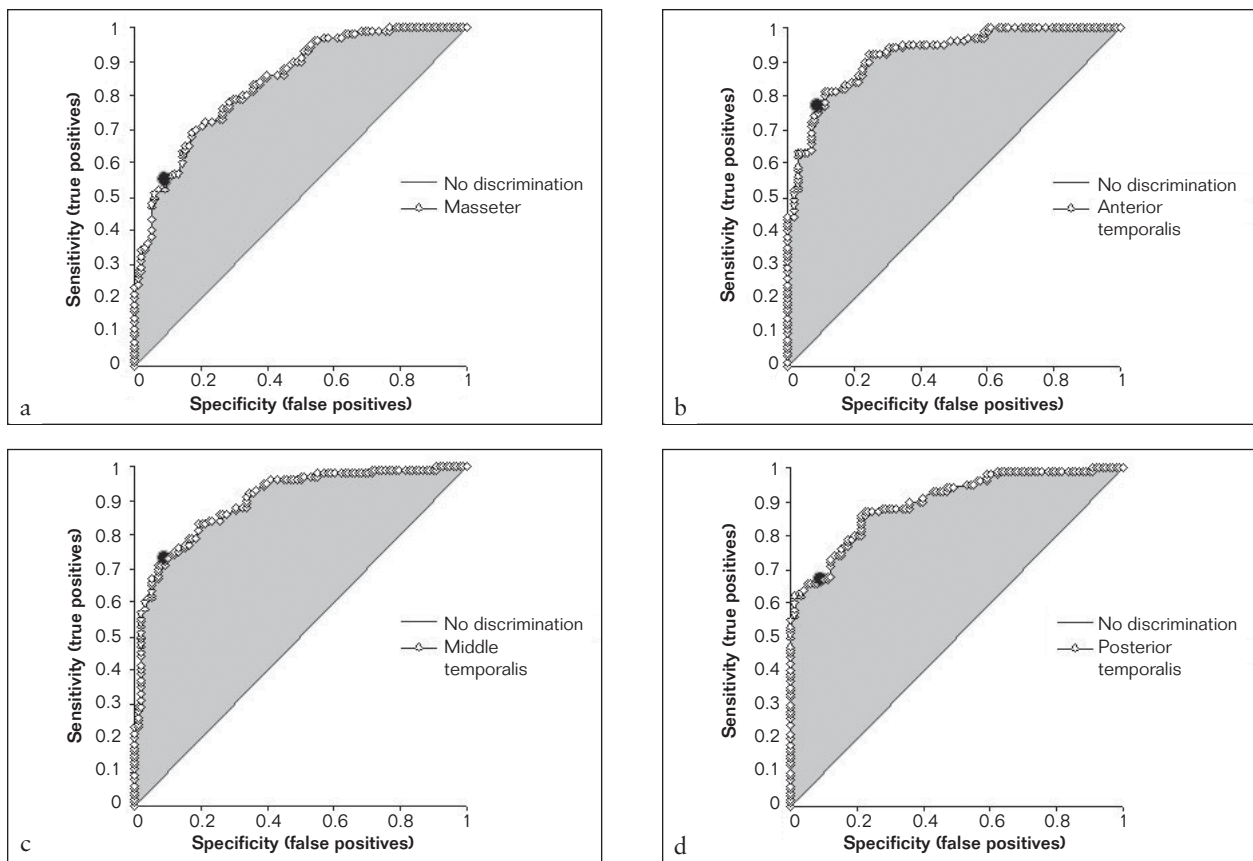 1
0.9
0.8
0.7
0.6
0.5
0.4
0.3
0.2
0.1
0
Sensitivity (true positives)
0 0.2 0.4 0.6 0.8 1
Specificity (false positives)
No discrimination
Masseter
a
1
0.9
0.8
0.7
0.6
0.5
0.4
0.3
0.2
0.1
0
Sensitivity (true positives)
0 0.2 0.4 0.6 0.8 1
Specificity (false positives)
No discrimination
Anterior
temporalis
b
1
0.9
0.8
0.7
0.6
0.5
0.4
0.3
0.2
0.1
0
Sensitivity (true positives)
0 0.2 0.4 0.6 0.8 1
Specificity (false positives)
No discrimination
Middle
temporalis
c
1
0.9
0.8
0.7
0.6
0.5
0.4
0.3
0.2
0.1
0
Sensitivity (true positives)
0 0.2 0.4 0.6 0.8 1
Specificity (false positives)
No discrimination
Posterior
temporalis
d